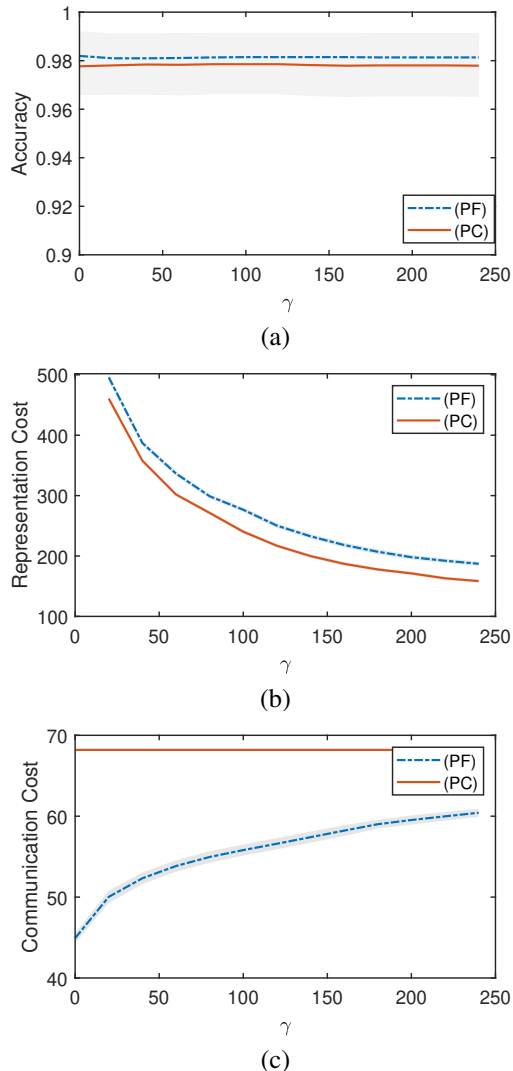 1
0.98
0.96
0.94
0.92
0.9
Accuracy
(PF)
(PC)
0 50 100 150 200 250
γ
(a)
500
400
300
200
100
Representation Cost
(PF)
(PC)
0 50 100 150 200 250
γ
(b)
70
60
50
40
Communication Cost
(PF)
(PC)
0 50 100 150 200 250
γ
(c)